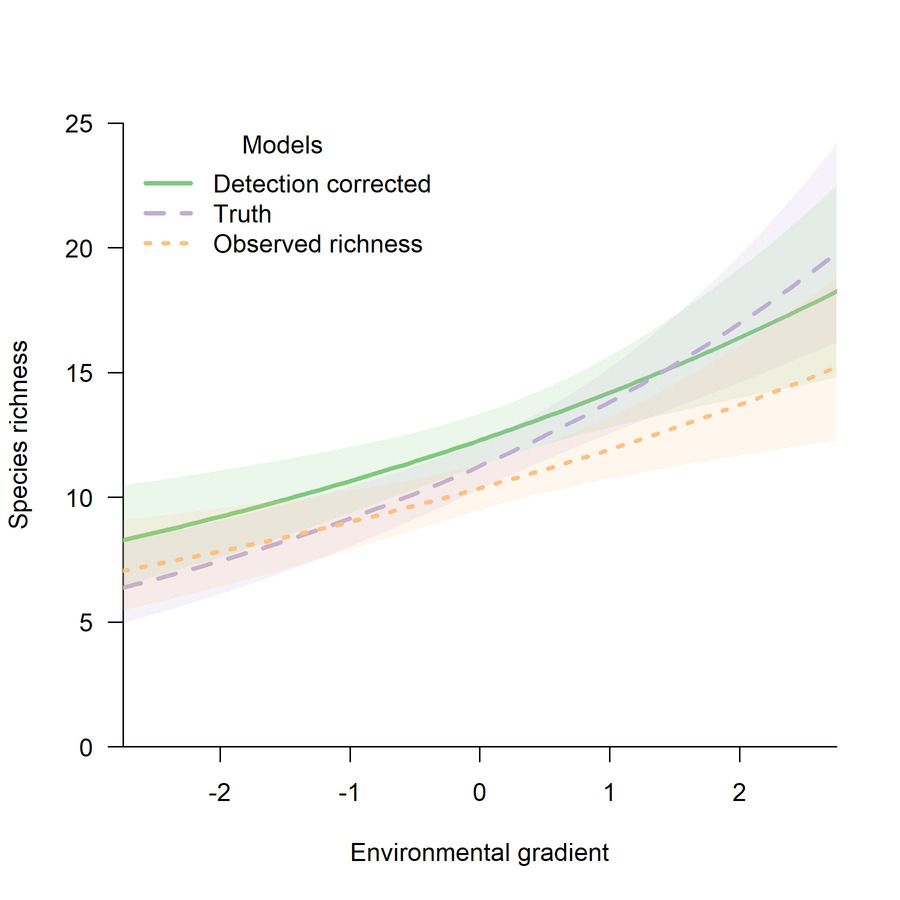 Models
Detection corrected
Truth
Observed richness
25
20
15
10
5
0
Species richness
-2 -1 0 1 2
Environmental gradient